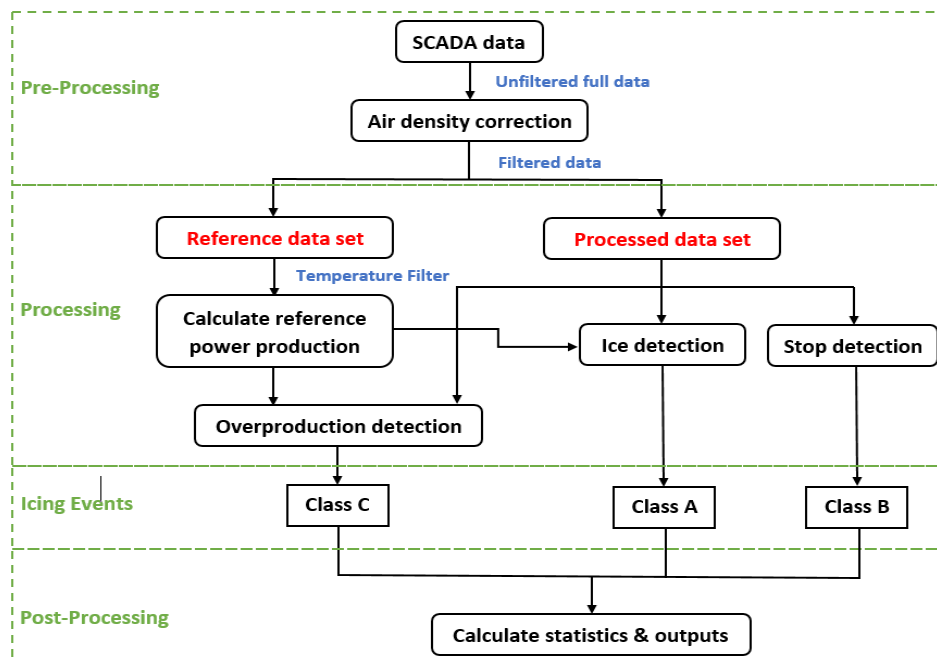 SCADA data
Pre-Processing
Unfiltered full data
Air density correction
Filtered data
Reference data set
Processed data set
Temperature Filter
Processing
Calculate reference
power production
Ice detection
Stop detection
Overproduction detection
Icing Events
Class C
Class A
Class B
Post-Processing
Calculate statistics & outputs